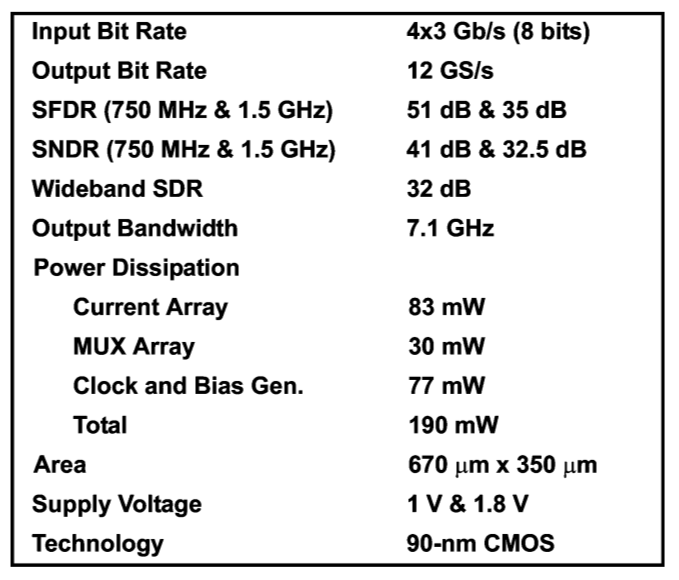 Input Bit Rate 4x3 Gb/s (8 bits)
Output Bit Rate 12 GS/s
SFDR (750 MHz & 1.5 GHz) 51 dB & 35 dB
SNDR (750 MHz & 1.5 GHz) 41 dB & 32.5 dB
Wideband SDR 32 dB
Output Bandwidth 7.1 GHz
Power Dissipation
Current Array 83 mW
MUX Array 30 mW
Clock and Bias Gen. 77 mW
Total 190 mW
Area 670 μm x 350 μm
Supply Voltage 1 V & 1.8 V
Technology 90-nm CMOS